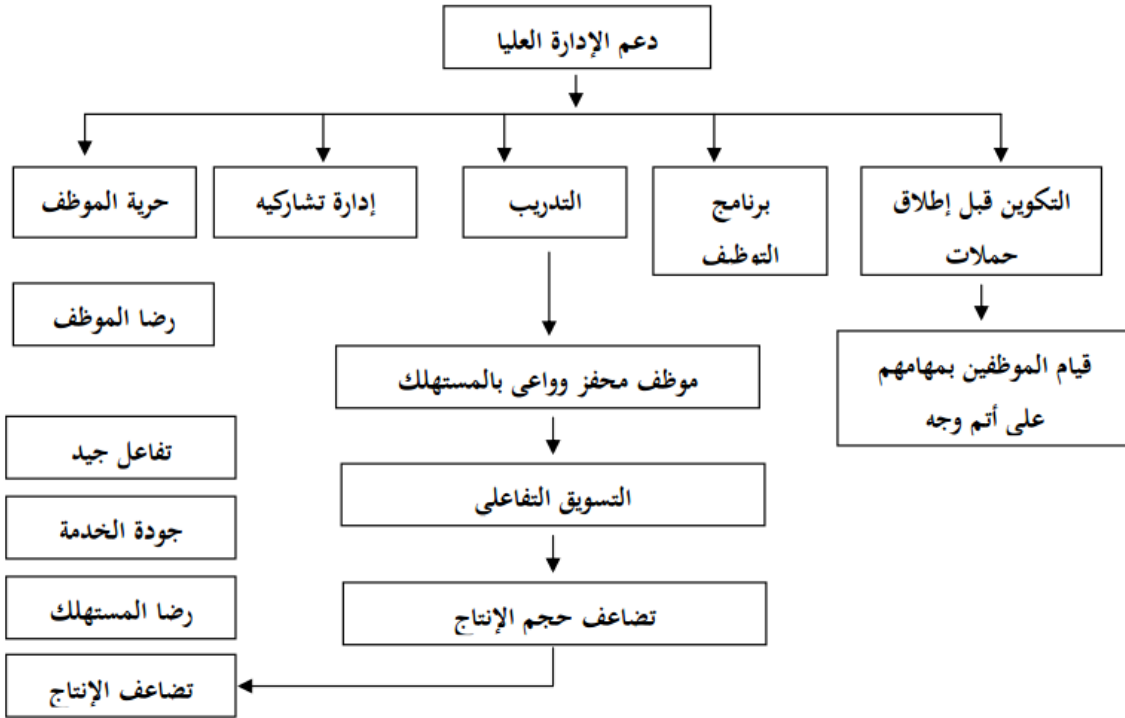 دعم الإدارة العليا
التكوين قبل إطلاق
حملات
برنامج
التوظيف
التدريب
إدارة تشاركيه
حرية الموظف
رضا الموظف
قيام الموظفين بمهامهم
على أتم وجه
موظف محفز وواعى بالمستهلك
تفاعل جيد
التسويق التفاعلى
جودة الخدمة
تضاعف حجم الإنتاج
رضا المستهلك
تضاعف الإنتاج